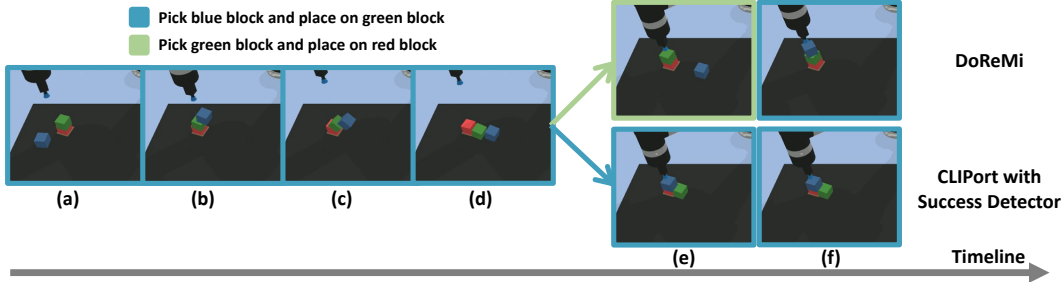 Pick blue block and place on green block
Pick green block and place on red block
DoReMi
(a)
(b)
(c)
(d)
CLIPort with
Success Detector
(e)
(f)
Timeline